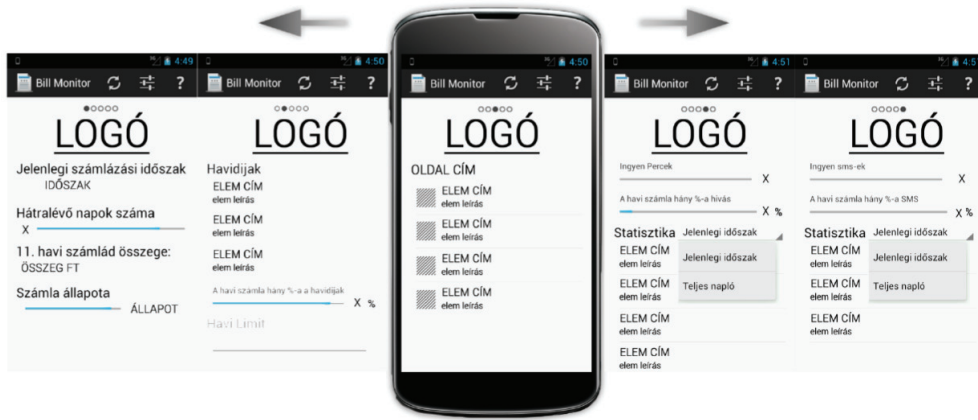 4:49
Bill Monitor ?
LOGÓ
Jelenlegi számlázási időszak
IDŐSZAK
Hátralévő napok száma
X
11. havi számlád összege:
ÖSSZEG FT
Számla állapota
ÁLLAPOT
4:50
Bill Monitor ?
LOGÓ
Havidijak
ELEM CÍM
elem leírás
ELEM CÍM
elem leírás
ELEM CÍM
elem leírás
A havi számla hány %-a a havidijak
X %
Havi Limit
4:50
Bill Monitor ?
LOGÓ
OLDAL CÍM
ELEM CÍM
elem leírás
ELEM CÍM
elem leírás
ELEM CÍM
elem leírás
ELEM CÍM
elem leírás
4:51
Bill Monitor ?
LOGÓ
Ingyen Percek
X
A havi számla hány %-a hívás
X %
Statisztika Jelenlegi időszak
ELEM CÍM
elem leírás
Jelenlegi időszak
ELEM CÍM
elem leírás
Teljes napló
ELEM CÍM
elem leírás
ELEM CÍM
elem leírás
4:5
Bill Monitor ?
LOGÓ
Ingyen sms-ek
X
A havi számla hány %-a SMS
X %
Statisztika Jelenlegi időszak
ELEM CÍM
elem leírás
Jelenlegi időszak
ELEM CÍM
elem leírás
Teljes napló
ELEM CÍM
elem leírás